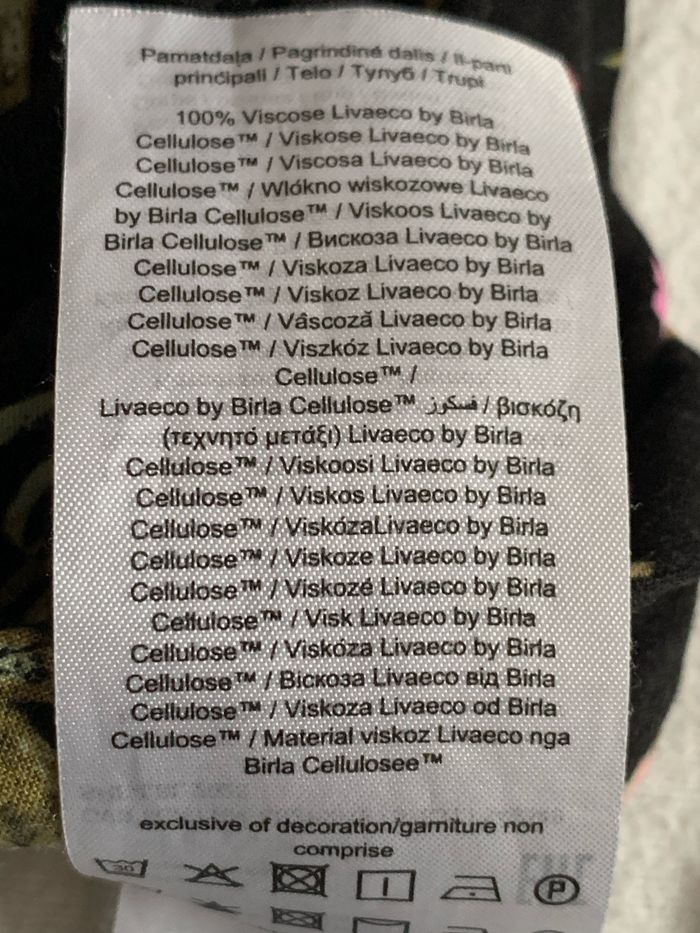 Pamatdaļa / Pagrindinė dalis / Il-parti
prinċipali / Telo / Тулуб / Trupi
100% Viscose Livaeco by Birla
Cellulose™ / Viskose Livaeco by Birla
Cellulose™ / Viscosa Livaeco by Birla
Cellulose™ / Wlókno wiskozowe Livaeco
by Birla Cellulose™ / Viskoos Livaeco by
Birla Cellulose™ / Вискоза Livaeco by Birla
Cellulose™ / Viskoza Livaeco by Birla
Cellulose™ / Viskoz Livaeco by Birla
Cellulose™ / Vâscoză Livaeco by Birla
Cellulose™ / Viszkóz Livaeco by Birla
Cellulose™ /
Livaeco by Birla Cellulose™ فسكوز / βισκόζη
(τεχνητό μετάξι) Livaeco by Birla
Cellulose™ / Viskoosi Livaeco by Birla
Cellulose™ / Viskos Livaeco by Birla
Cellulose™ / ViskózaLivaeco by Birla
Cellulose™ / Viskoze Livaeco by Birla
Cellulose™ / Viskozė Livaeco by Birla
Cellulose™ / Visk Livaeco by Birla
Cellulose™ / Viskóza Livaeco by Birla
Cellulose™ / Віскоза Livaeco від Birla
Cellulose™ / Viskoza Livaeco od Birla
Cellulose™ / Material viskoz Livaeco nga
Birla Cellulosee™
exclusive of decoration/garniture non
comprise
30 P